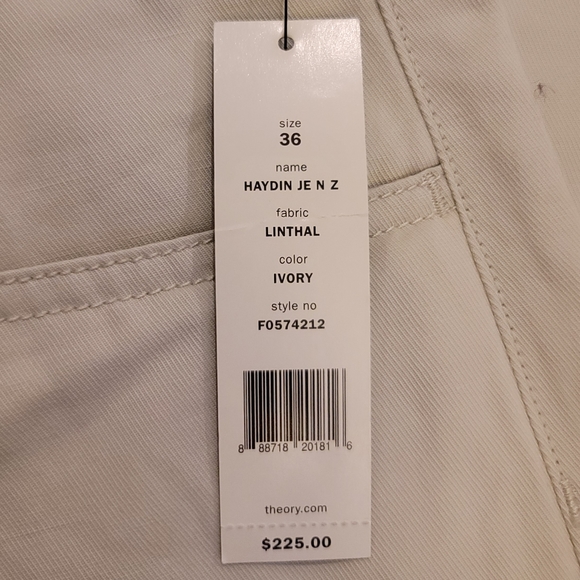 size
36
name
HAYDIN JE N Z
fabric
LINTHAL
color
IVORY
style no
F0574212
8 88718 20181 6
theory.com
$225.00